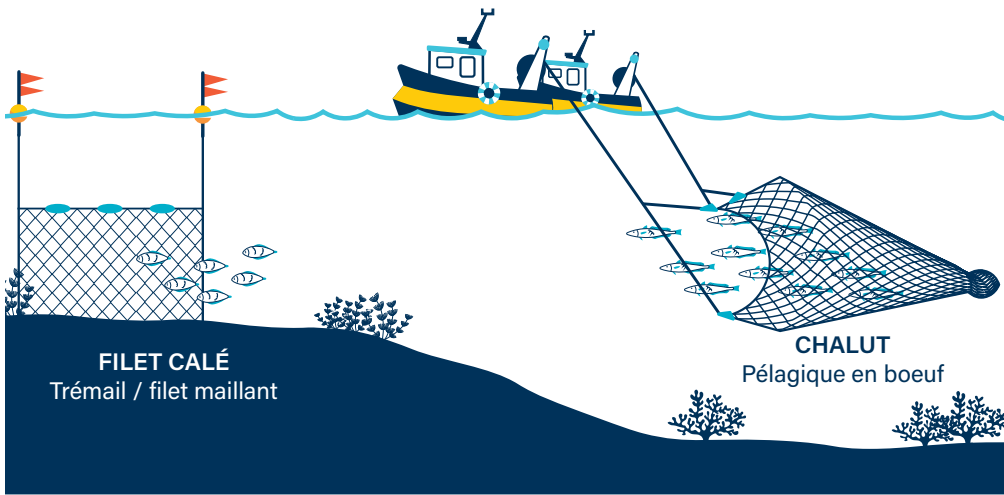 FILET CALÉ
Trémail / filet maillant
CHALUT
Pélagique en boeuf